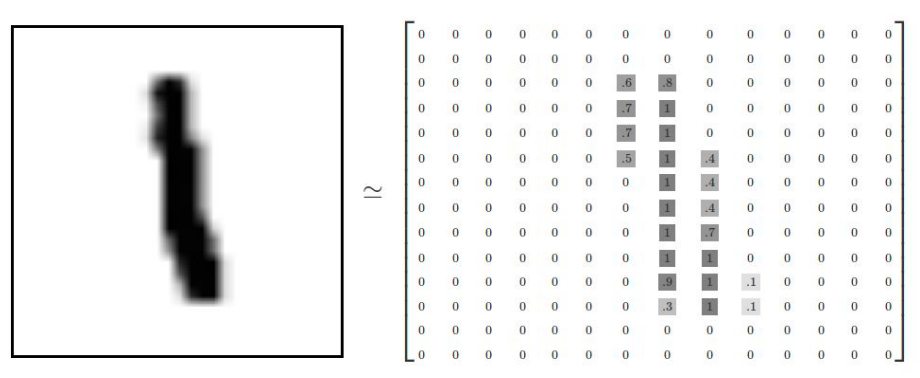 ≃
0 0 0 0 0 0 0 0 0 0 0 0 0 0
0 0 0 0 0 0 0 0 0 0 0 0 0 0
0 0 0 0 0 0 .6 .8 0 0 0 0 0 0
0 0 0 0 0 0 .7 1 0 0 0 0 0 0
0 0 0 0 0 0 .7 1 0 0 0 0 0 0
0 0 0 0 0 0 .5 1 .4 0 0 0 0 0
0 0 0 0 0 0 0 1 .4 0 0 0 0 0
0 0 0 0 0 0 0 1 .4 0 0 0 0 0
0 0 0 0 0 0 0 1 .7 0 0 0 0 0
0 0 0 0 0 0 0 1 1 0 0 0 0 0
0 0 0 0 0 0 0 .9 1 .1 0 0 0 0
0 0 0 0 0 0 0 .3 1 .1 0 0 0 0
0 0 0 0 0 0 0 0 0 0 0 0 0 0
0 0 0 0 0 0 0 0 0 0 0 0 0 0